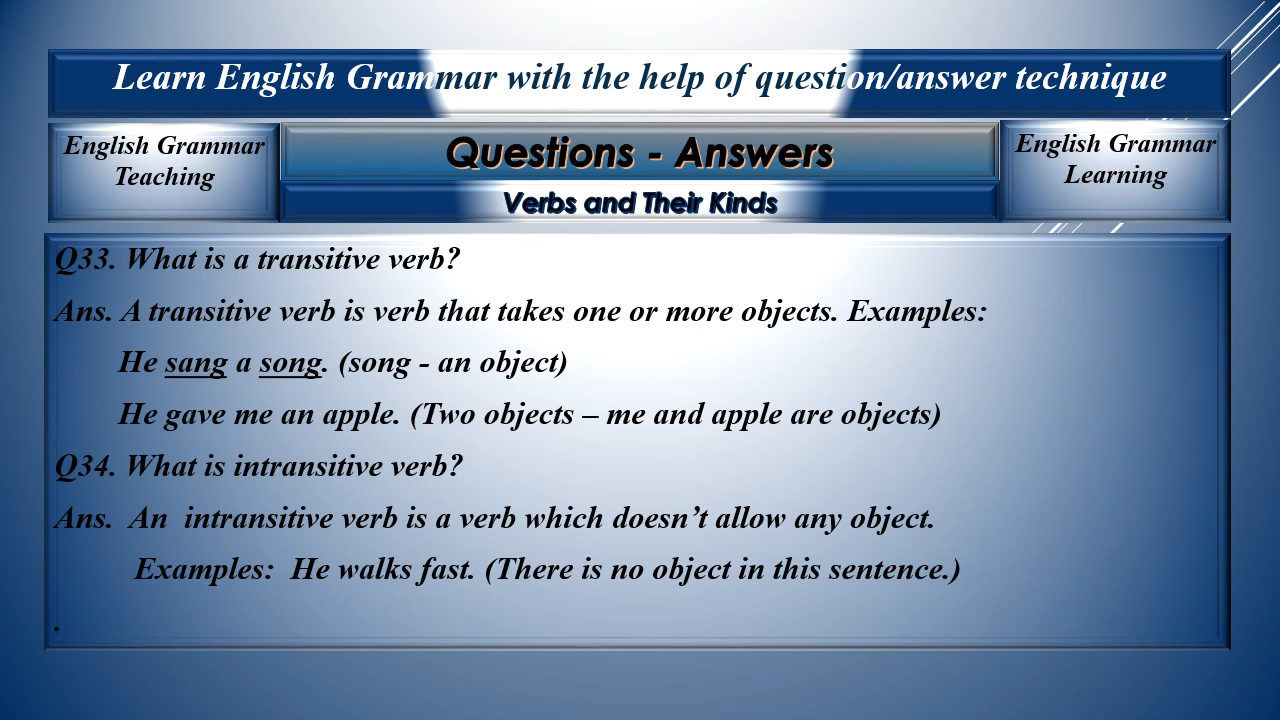 Learn English Grammar with the help of question/answer technique
English Grammar
Teaching
Questions - Answers
Verbs and Their Kinds
English Grammar
Learning
Q33. What is a transitive verb?
Ans. A transitive verb is verb that takes one or more objects. Examples:
He sang a song. (song - an object)
He gave me an apple. (Two objects – me and apple are objects)
Q34. What is intransitive verb?
Ans. An intransitive verb is a verb which doesn’t allow any object.
Examples: He walks fast. (There is no object in this sentence.)
.